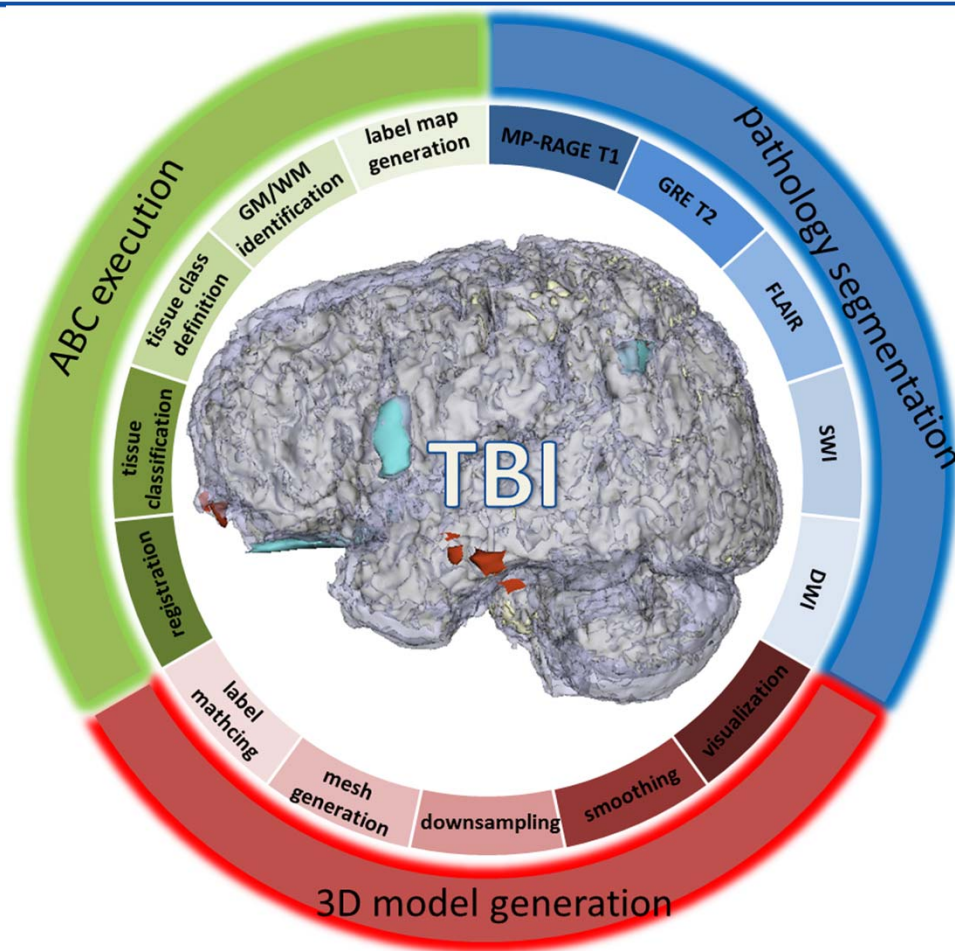 pathology segmentation
MP-RAGE T1
GRE T2
FLAIR
SWI
DWI
3D model generation
visualization
smoothing
downsampling
mesh
generation
label
mathcing
ABC execution
registration
tissue
classification
tissue class
definition
GM/WM
identification
label map
generation
TBI